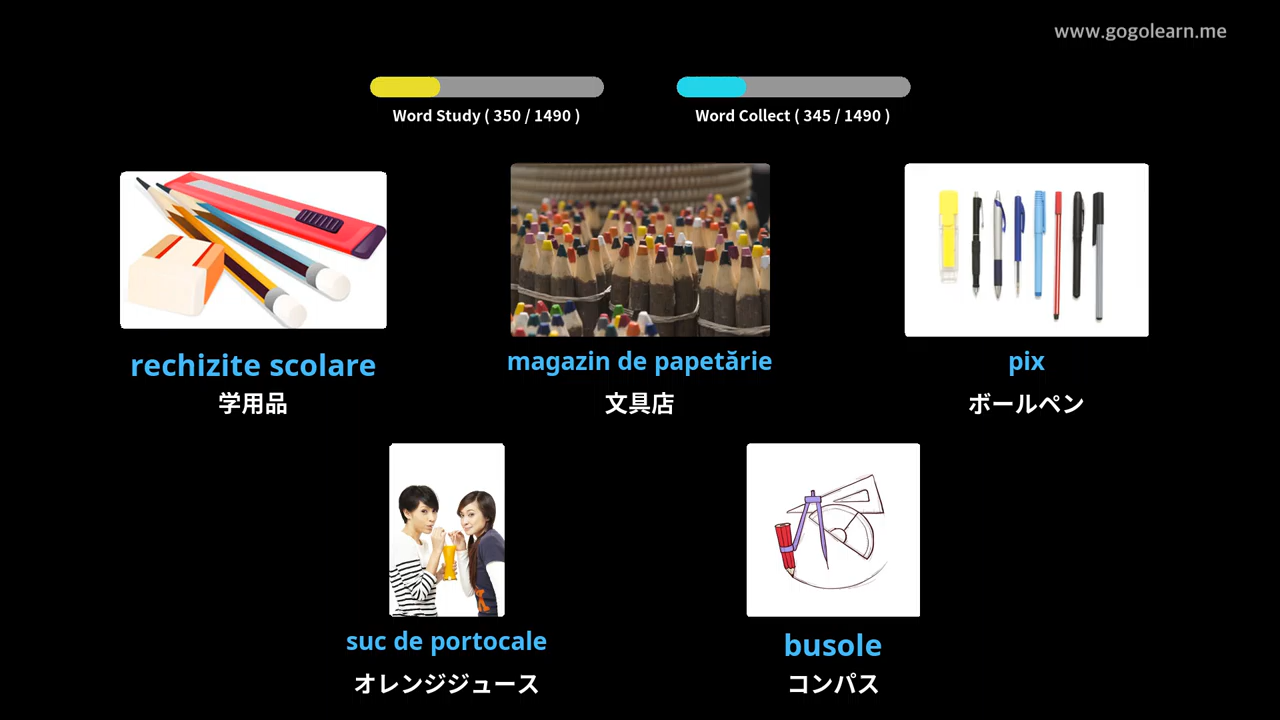 www.gogolearn.me
Word Study ( 350 / 1490 )
Word Collect ( 345 / 1490 )
rechizite scolare
学用品
magazin de papetărie
文具店
pix
ボールペン
suc de portocale
オレンジジュース
busole
コンパス